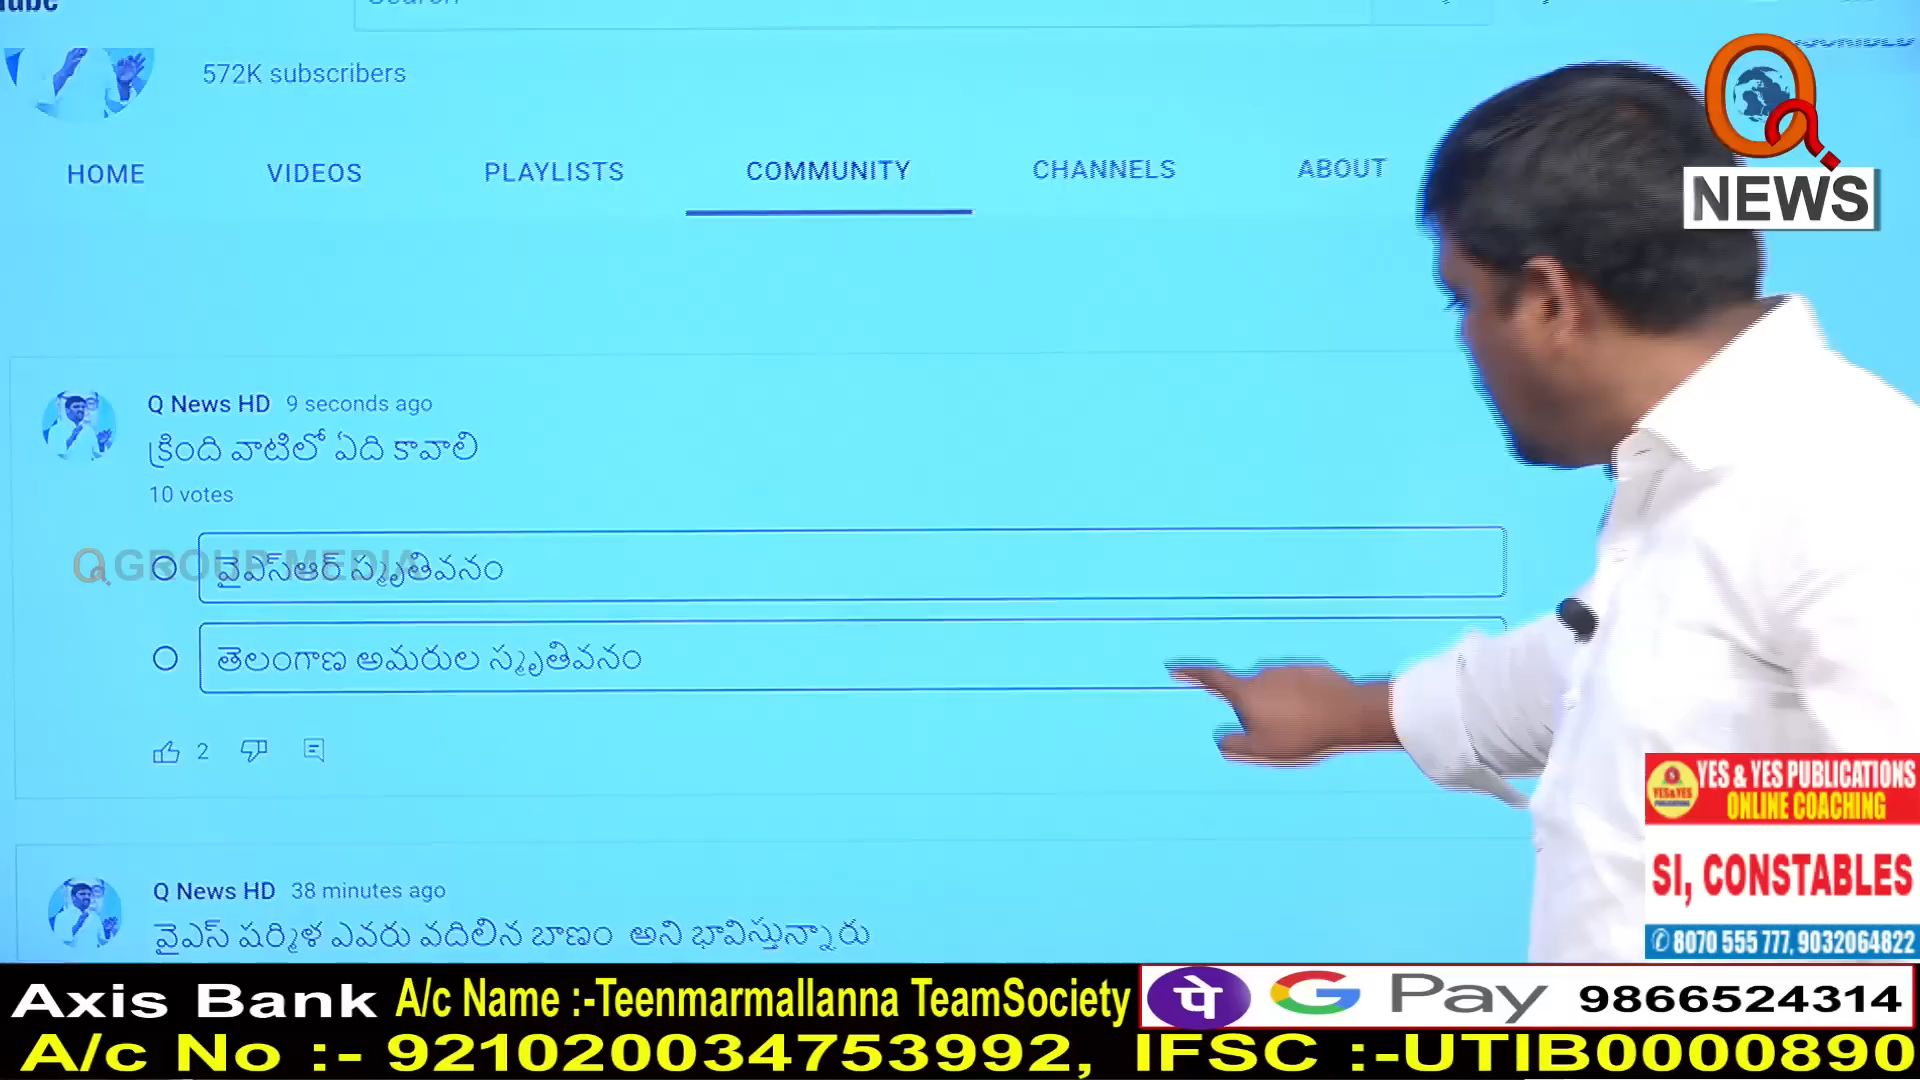 572K subscribers
HOME VIDEOS PLAYLISTS COMMUNITY CHANNELS ABOUT
NEWS
Q News HD 9 seconds ago
క్రింది వాటిలో ఏది కావాలి
10 votes
వైఎస్ఆర్ స్మృతివనం
Q GROUP MEDIA
తెలంగాణ అమరుల స్మృతివనం
2
YES & YES PUBLICATIONS
ONLINE COACHING
SI, CONSTABLES
8070 555 777, 9032064822
Q News HD 38 minutes ago
వైఎస్ షర్మిళ ఎవరు వదిలిన బాణం అని భావిస్తున్నారు
Axis Bank A/c Name :-Teenmarmallanna TeamSociety पे G Pay 9866524314
A/c No :- 921020034753992, IFSC :-UTIB0000890